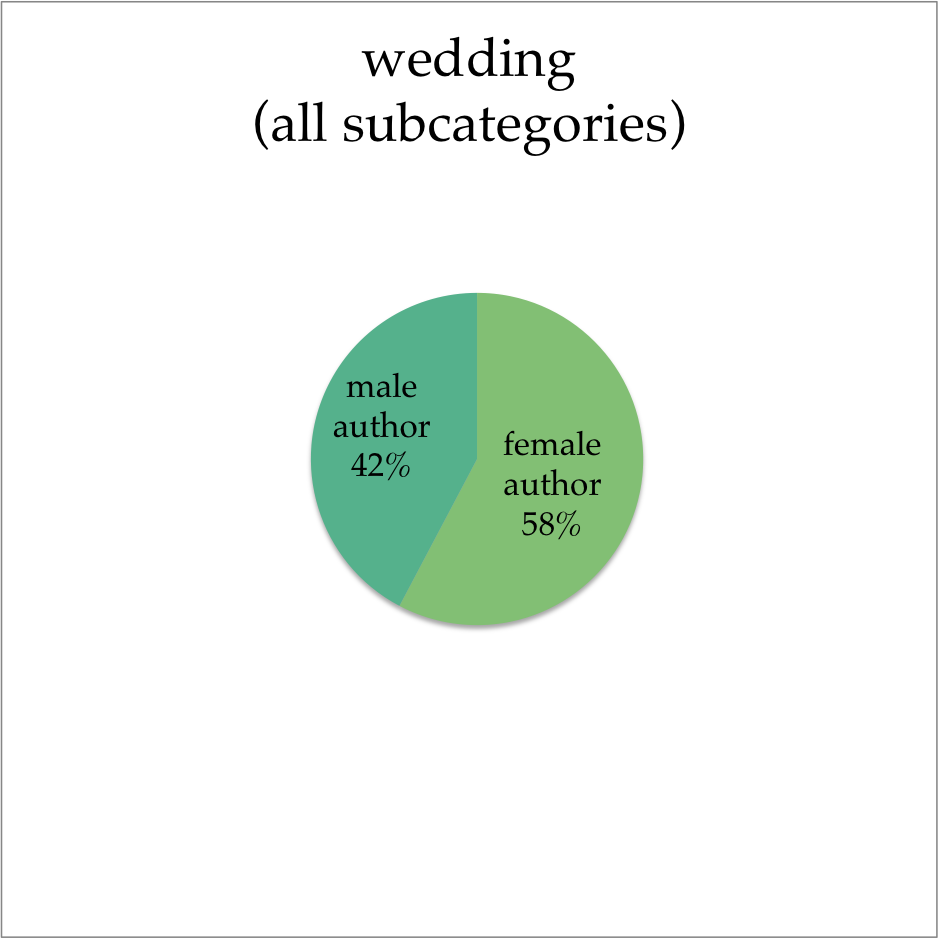 wedding
(all subcategories)
male
author
42%
female
author
58%